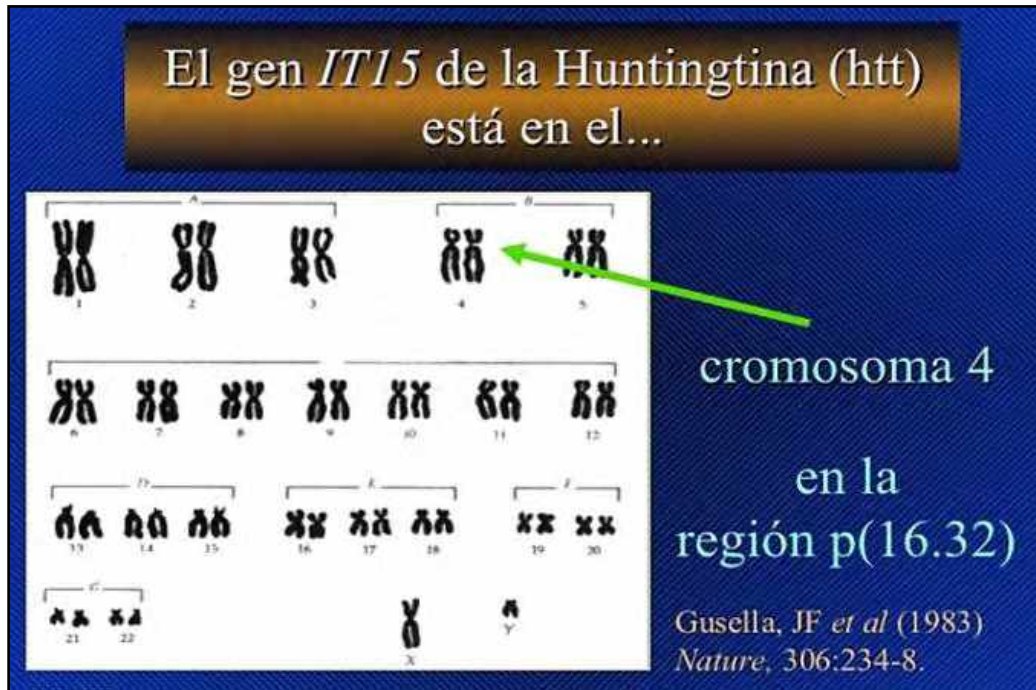 El gen IT15 de la Huntingtina (htt)
está en el...
A B
1 2 3 4 5
6 7 8 9 10 11 12
D E F
13 14 15 16 17 18 19 20
G
21 22 X Y
cromosoma 4
en la
región p(16.32)
Gusella, JF et al (1983)
Nature, 306:234-8.